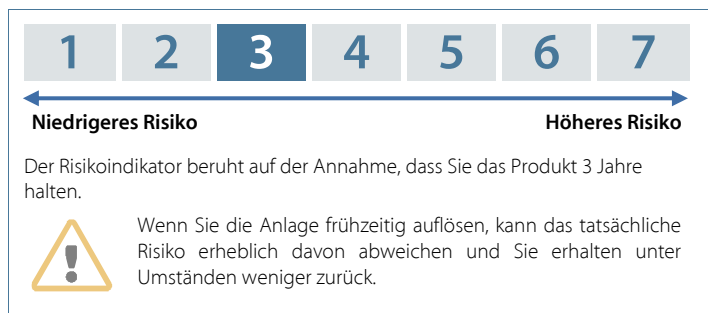 1 2 3 4 5 6 7
Niedrigeres Risiko Höheres Risiko
Der Risikoindikator beruht auf der Annahme, dass Sie das Produkt 3 Jahre
halten.
Wenn Sie die Anlage frühzeitig auflösen, kann das tatsächliche
Risiko erheblich davon abweichen und Sie erhalten unter
Umständen weniger zurück.